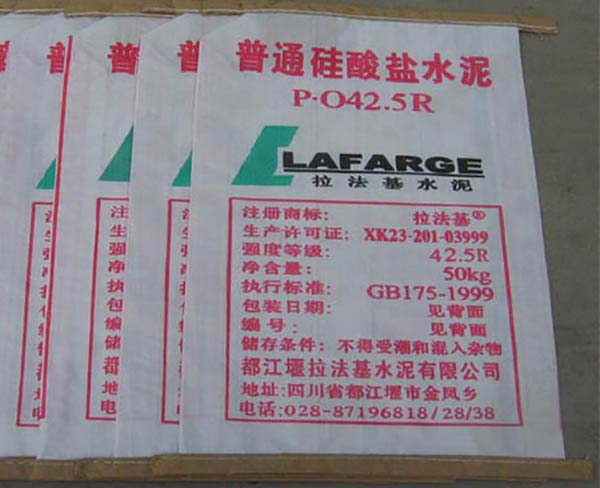 普通硅酸盐水泥
P·O42.5R
LAFARGE
拉法基水泥
注册商标: 拉法基®
生产许可证: XK23-201-03999
强度等级: 42.5R
净含量: 50kg
执行标准: GB175-1999
包装日期: 见背面
编号: 见背面
储存条件: 不得受潮和混入杂物
都江堰拉法基水泥有限公司
地址:四川省都江堰市金凤乡
电话:028-87196818/28/38